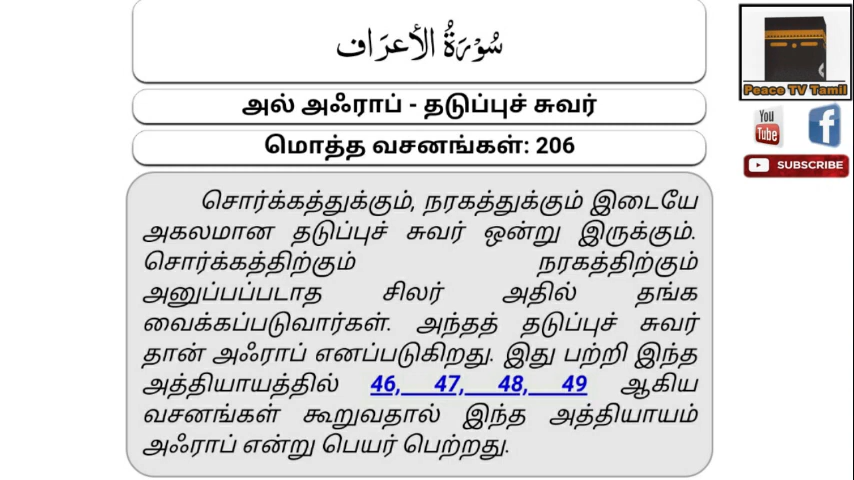 سُوْرَةُ الأعرَاف
அல் அஃராப் - தடுப்புச் சுவர்
மொத்த வசனங்கள்: 206
சொர்க்கத்துக்கும், நரகத்துக்கும் இடையே
அகலமான தடுப்புச் சுவர் ஒன்று இருக்கும்.
சொர்க்கத்திற்கும் நரகத்திற்கும்
அனுப்பப்படாத சிலர் அதில் தங்க
வைக்கப்படுவார்கள். அந்தத் தடுப்புச் சுவர்
தான் அஃராப் எனப்படுகிறது. இது பற்றி இந்த
அத்தியாயத்தில் 46, 47, 48, 49 ஆகிய
வசனங்கள் கூறுவதால் இந்த அத்தியாயம்
அஃராப் என்று பெயர் பெற்றது.
Peace TV Tamil
You
Tube
f
SUBSCRIBE